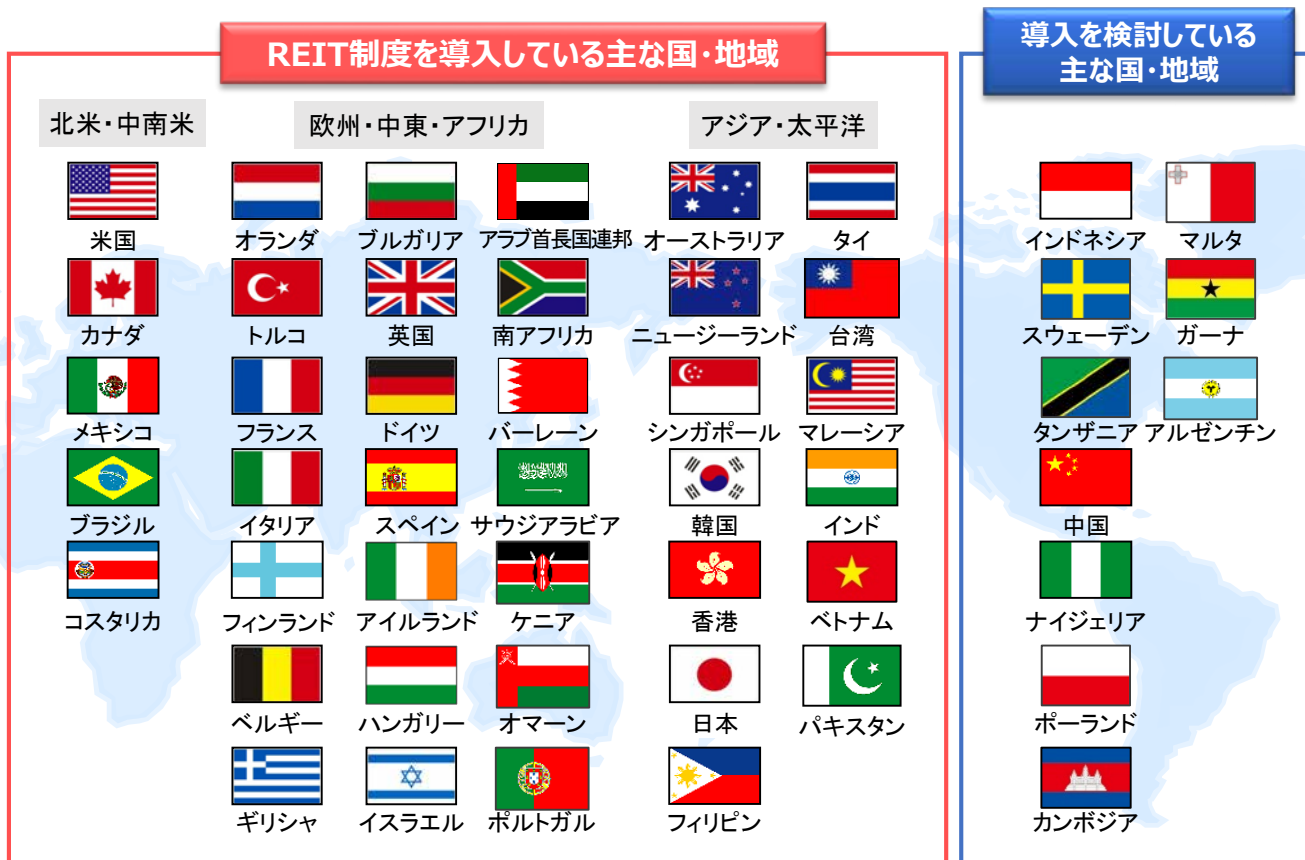 REIT制度を導入している主な国・地域
導入を検討している
主な国・地域
北米・中南米
欧州・中東・アフリカ
アジア・太平洋
米国
オランダ
ブルガリア
アラブ首長国連邦
オーストラリア
タイ
インドネシア
マルタ
カナダ
トルコ
英国
南アフリカ
ニュージーランド
台湾
スウェーデン
ガーナ
メキシコ
フランス
ドイツ
バーレーン
シンガポール
マレーシア
タンザニア
アルゼンチン
ブラジル
イタリア
スペイン
サウジアラビア
韓国
インド
中国
コスタリカ
フィンランド
アイルランド
ケニア
香港
ベトナム
ナイジェリア
ベルギー
ハンガリー
オマーン
日本
パキスタン
ポーランド
ギリシャ
イスラエル
ポルトガル
フィリピン
カンボジア